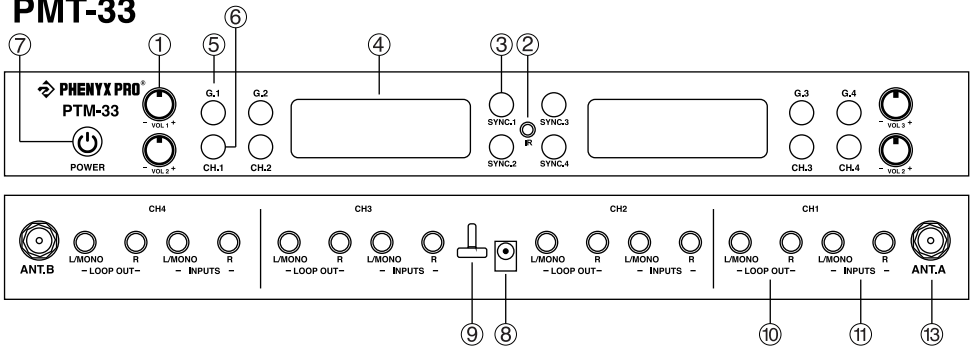 PMT-33
⑦ ① ⑤ ⑥ ④ ③ ②
PHENYX PRO®
PTM-33
POWER
- VOL 1 +
- VOL 2 +
G.1 G.2
CH.1 CH.2
SYNC.1 SYNC.3
IR
SYNC.2 SYNC.4
G.3 G.4
CH.3 CH.4
- VOL 3 +
- VOL 2 +
CH4 CH3 CH2 CH1
ANT.B
L/MONO R L/MONO R
- LOOP OUT - - INPUTS -
L/MONO R L/MONO R
- LOOP OUT - - INPUTS -
L/MONO R L/MONO R
- LOOP OUT - - INPUTS -
L/MONO R L/MONO R
- LOOP OUT - - INPUTS -
ANT.A
⑨ ⑧ ⑩ ⑪ ⑬